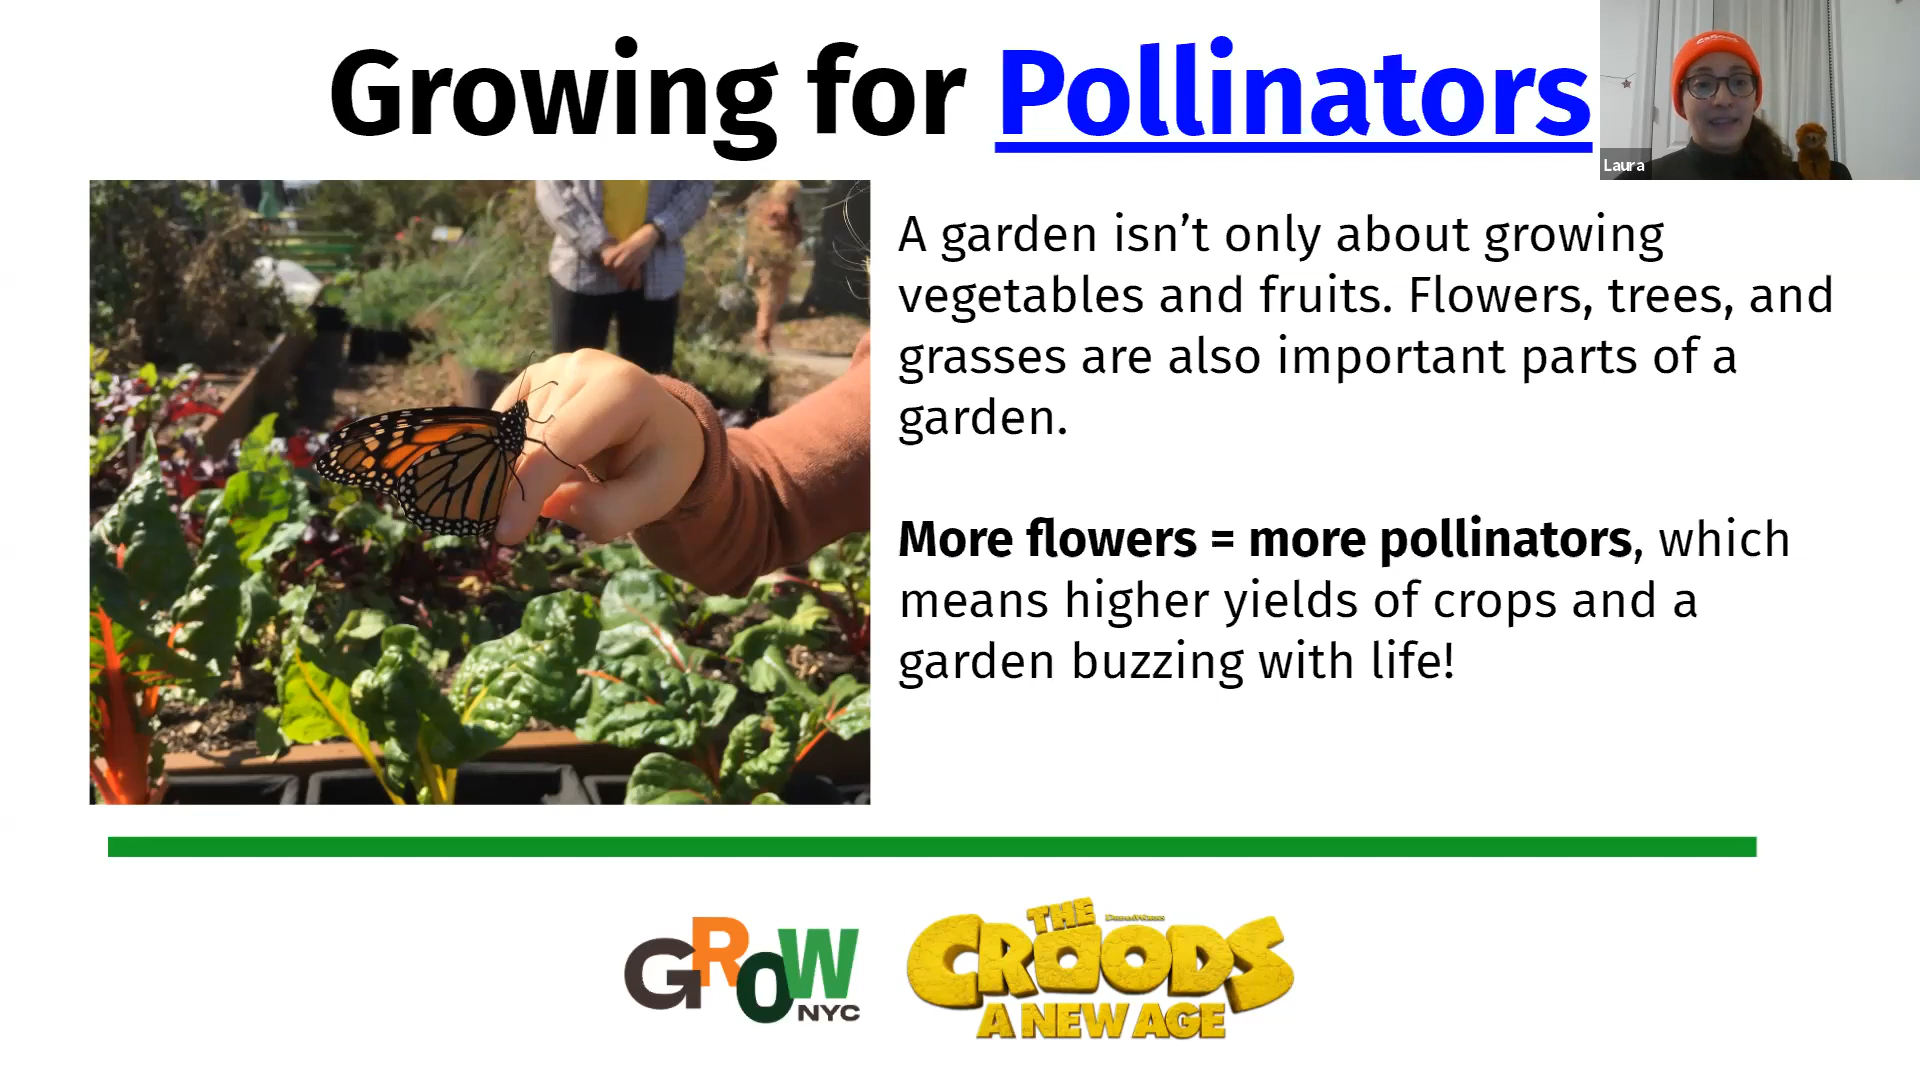 Growing for Pollinators
Laura
A garden isn’t only about growing
vegetables and fruits. Flowers, trees, and
grasses are also important parts of a
garden.
More flowers = more pollinators, which
means higher yields of crops and a
garden buzzing with life!
GROW
NYC
THE
DREAMWORKS
CROODS
A NEW AGE